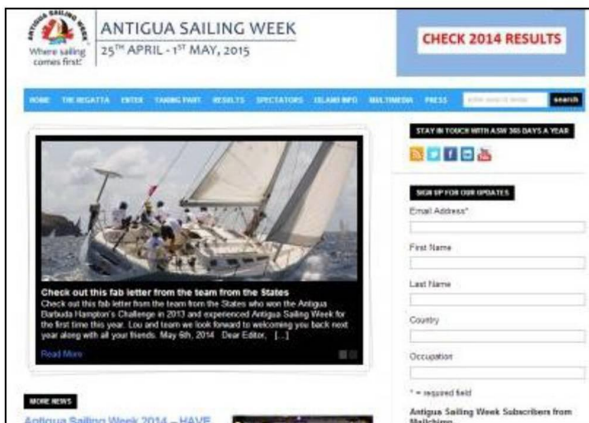 ANTIGUA SAILING WEEK
Where sailing
comes first!
ANTIGUA SAILING WEEK
25TH APRIL - 1ST MAY, 2015
CHECK 2014 RESULTS
HOME THE REGATTA ENTER TAKING PART RESULTS SPECTATORS ISLAND INFO MULTIMEDIA PRESS search
STAY IN TOUCH WITH ASW 365 DAYS A YEAR
Check out this fab letter from the team from the States
Check out this fab letter from the team from the States who won the Antigua
Barbuda Hampton's Challenge in 2013 and experienced Antigua Sailing Week for
the first time this year. Lou and team we look forward to welcoming you back next
year along with all your friends. May 6th, 2014 Dear Editor, [...]
Read More
SIGN UP FOR OUR UPDATES
Email Address*
First Name
Last Name
Country
Occupation
* = required field
Antigua Sailing Week Subscribers from
Mailchimp
MORE NEWS
Antigua Sailing Week 2014 – HAVE